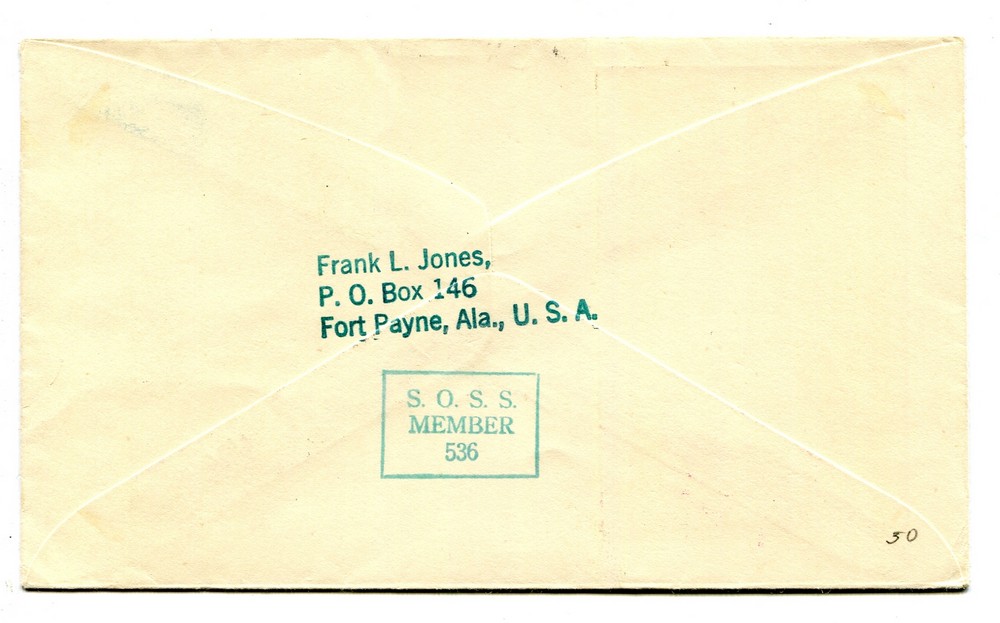 Frank L. Jones,
P. O. Box 146
Fort Payne, Ala., U. S. A.
S. O. S. S.
MEMBER
536
50